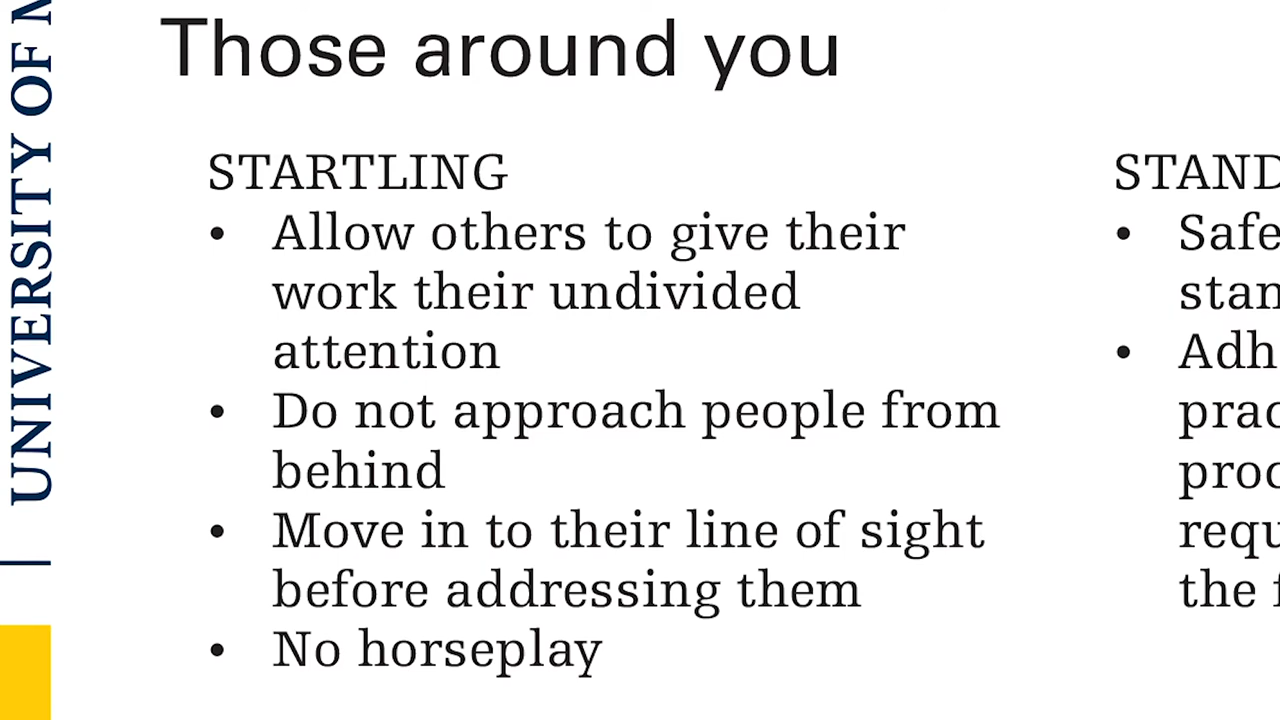 Those around you
STARTLING
• Allow others to give their
work their undivided
attention
• Do not approach people from
behind
• Move in to their line of sight
before addressing them
• No horseplay
•
•
the
UNIVERSITY OF